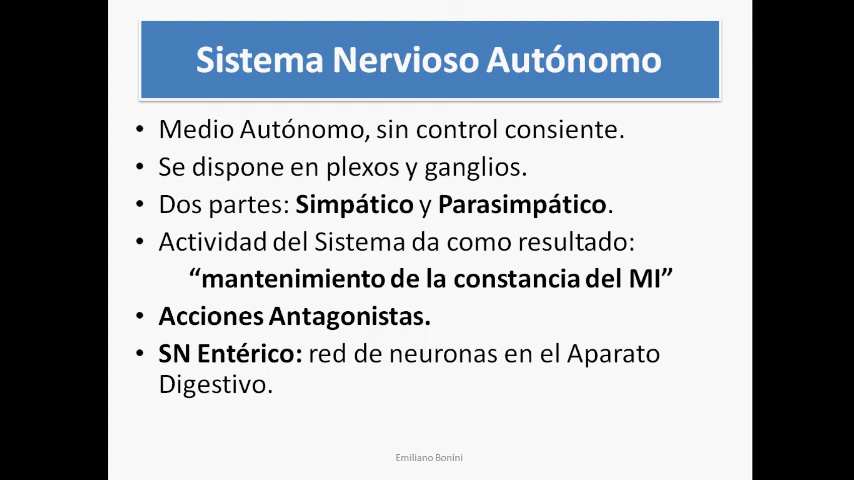 Sistema Nervioso Autónomo
• Medio Autónomo, sin control consiente.
• Se dispone en plexos y ganglios.
• Dos partes: Simpático y Parasimpático.
• Actividad del Sistema da como resultado:
“mantenimiento de la constancia del MI”
• Acciones Antagonistas.
• SN Entérico: red de neuronas en el Aparato
Digestivo.
Emiliano Bonini